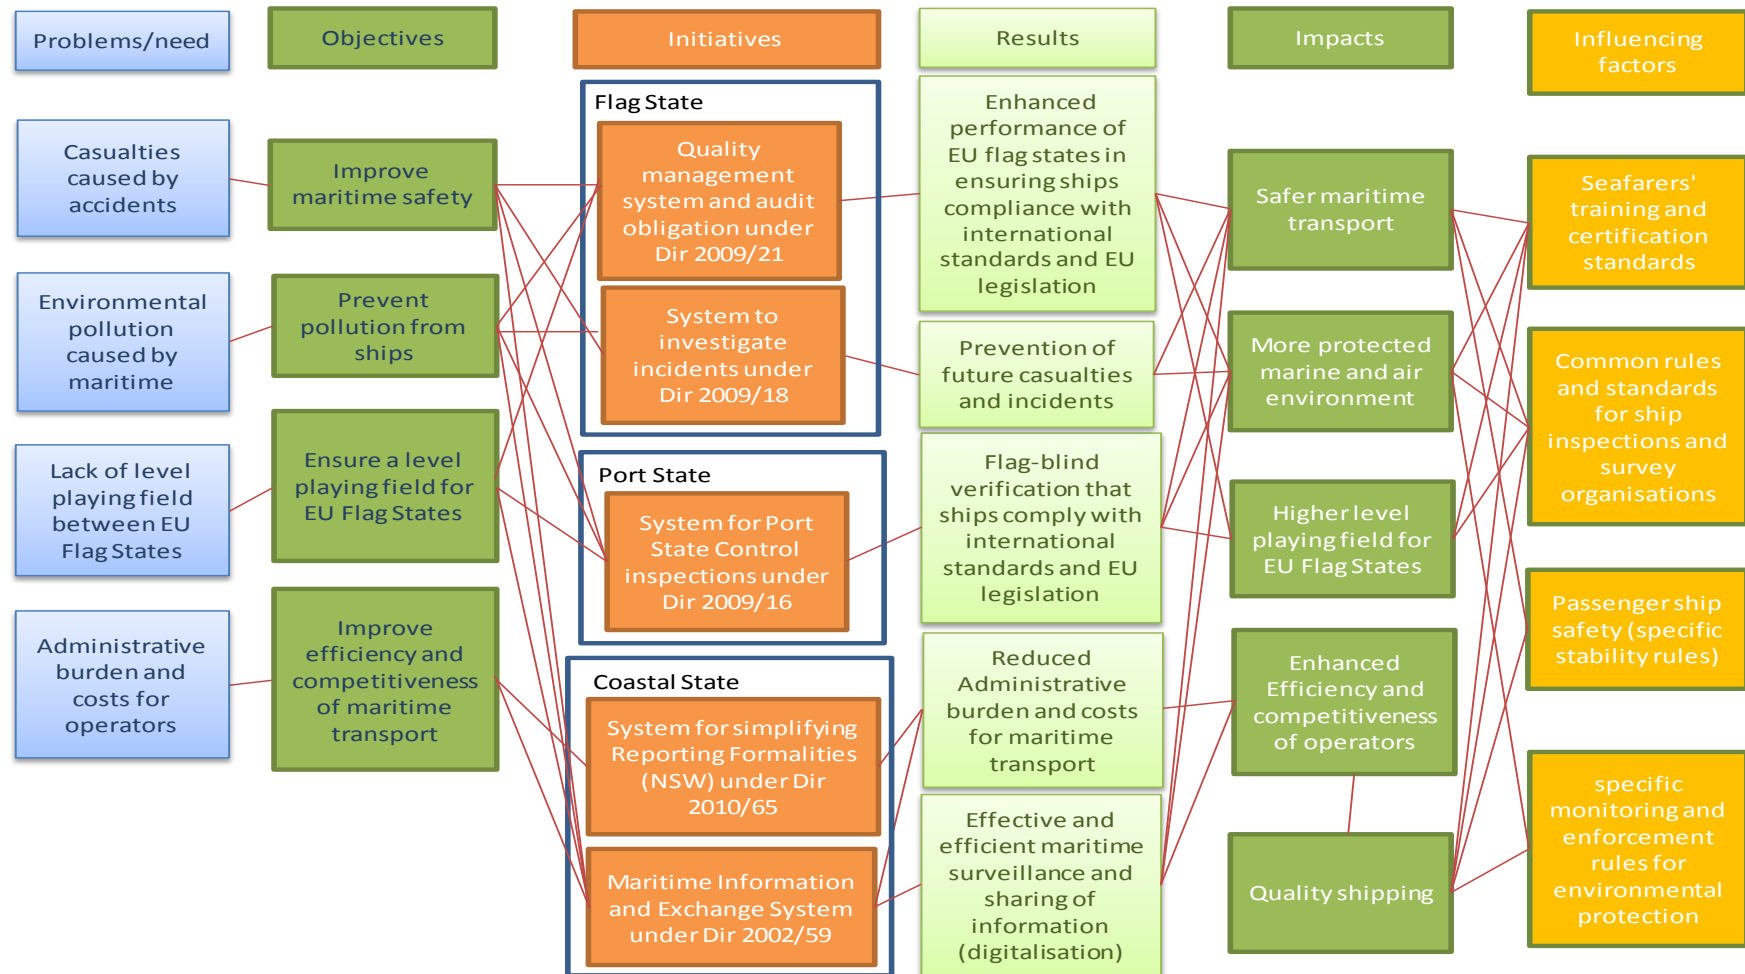 Problems/need
Objectives
Initiatives
Results
Impacts
Influencing
factors
Casualties
caused by
accidents
Environmental
pollution
caused by
maritime
Lack of level
playing field
between EU
Flag States
Administrative
burden and
costs for
operators
Improve
maritime safety
Prevent
pollution from
ships
Ensure a level
playing field for
EU Flag States
Improve
efficiency and
competitiveness
of maritime
transport
Flag State
Quality
management
system and audit
obligation under
Dir 2009/21
System to
investigate
incidents under
Dir 2009/18
Port State
System for Port
State Control
inspections under
Dir 2009/16
Coastal State
System for simplifying
Reporting Formalities
(NSW) under Dir
2010/65
Maritime Information
and Exchange System
under Dir 2002/59
Enhanced
performance of
EU flag states in
ensuring ships
compliance with
international
standards and EU
legislation
Prevention of
future casualties
and incidents
Flag-blind
verification that
ships comply with
international
standards and EU
legislation
Reduced
Administrative
burden and costs
for maritime
transport
Effective and
efficient maritime
surveillance and
sharing of
information
(digitalisation)
Safer maritime
transport
More protected
marine and air
environment
Higher level
playing field for
EU Flag States
Enhanced
Efficiency and
competitiveness
of operators
Quality shipping
Seafarers'
training and
certification
standards
Common rules
and standards
for ship
inspections and
survey
organisations
Passenger ship
safety (specific
stability rules)
specific
monitoring and
enforcement
rules for
environmental
protection